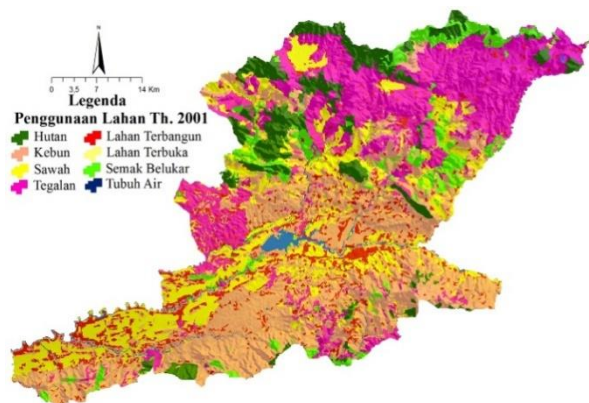 N
0 3.5 7 14 Km
Legenda
Penggunaan Lahan Th. 2001
Hutan Lahan Terbangun
Kebun Lahan Terbuka
Sawah Semak Belukar
Tegalan Tubuh Air